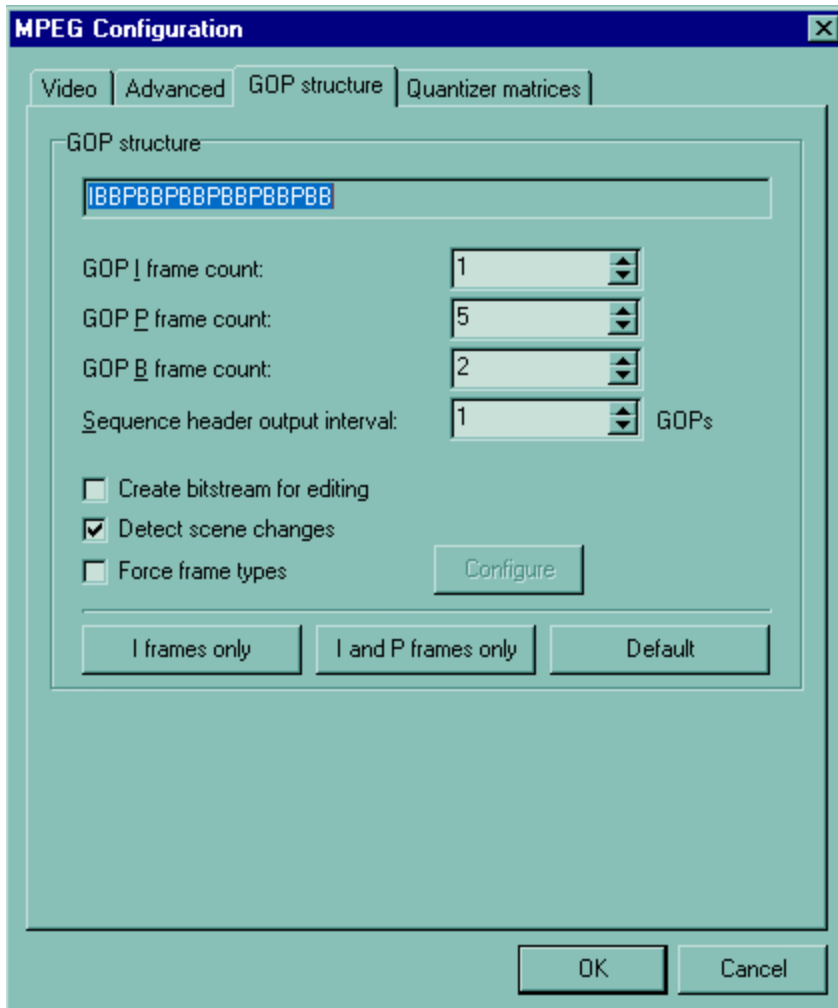 MPEG Configuration
Video Advanced GOP structure Quantizer matrices
GOP structure
IBBPBBPBBPBBPBBPBB
GOP I frame count: 1
GOP P frame count: 5
GOP B frame count: 2
Sequence header output interval: 1 GOPs
Create bitstream for editing
Detect scene changes
Force frame types Configure
I frames only I and P frames only Default
OK Cancel